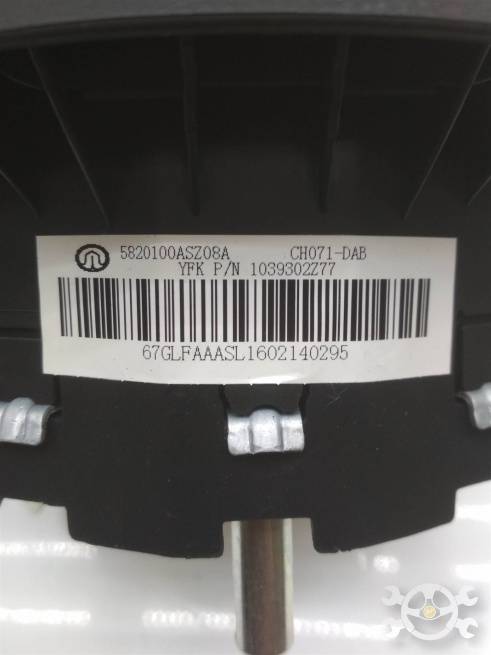 5820100ASZ08A CH071-DAB
YFK P/N 1039302Z77
67GLFAAASL1602140295